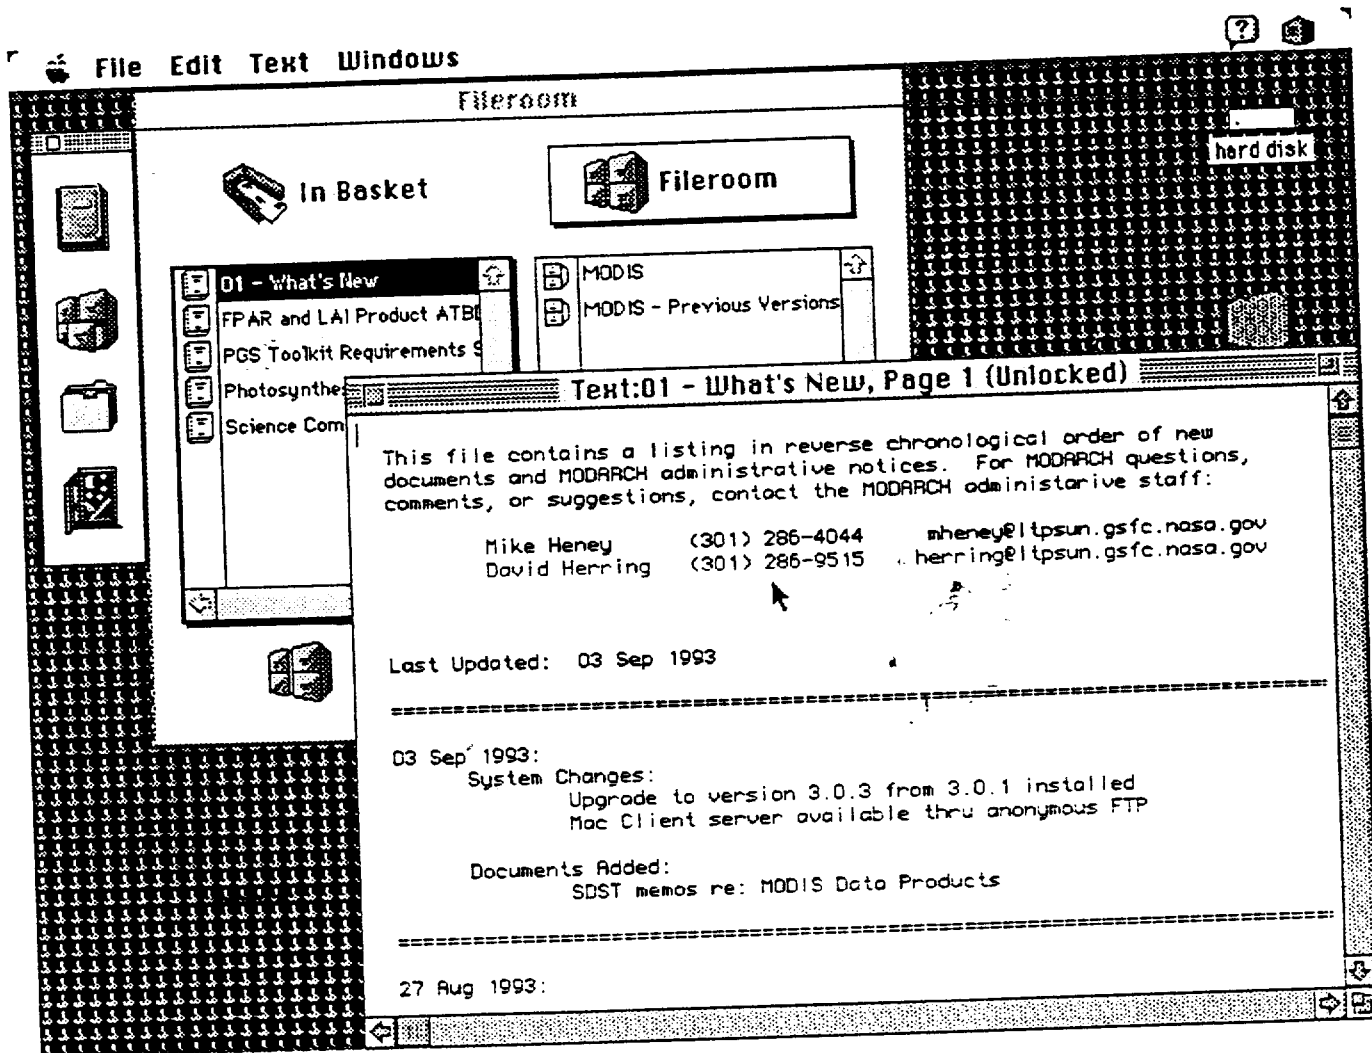 File Edit Text Windows
?
Fileroom
hard disk
In Basket
Fileroom
01 - What's New
FPAR and LAI Product ATBD
PGS Toolkit Requirements S
Photosynthes
Science Com
MODIS
MODIS - Previous Versions
Text:01 - What's New, Page 1 (Unlocked)
This file contains a listing in reverse chronological order of new
documents and MODARCH administrative notices.  For MODARCH questions,
comments, or suggestions, contact the MODARCH administarive staff:
Mike Heney (301) 286-4044 mheney@ltpsun.gsfc.nasa.gov
David Herring (301) 286-9515 herring@ltpsun.gsfc.nasa.gov
Last Updated:  03 Sep 1993
03 Sep 1993:
System Changes:
Upgrade to version 3.0.3 from 3.0.1 installed
Mac Client server available thru anonymous FTP
Documents Added:
SDST memos re: MODIS Data Products
27 Aug 1993: